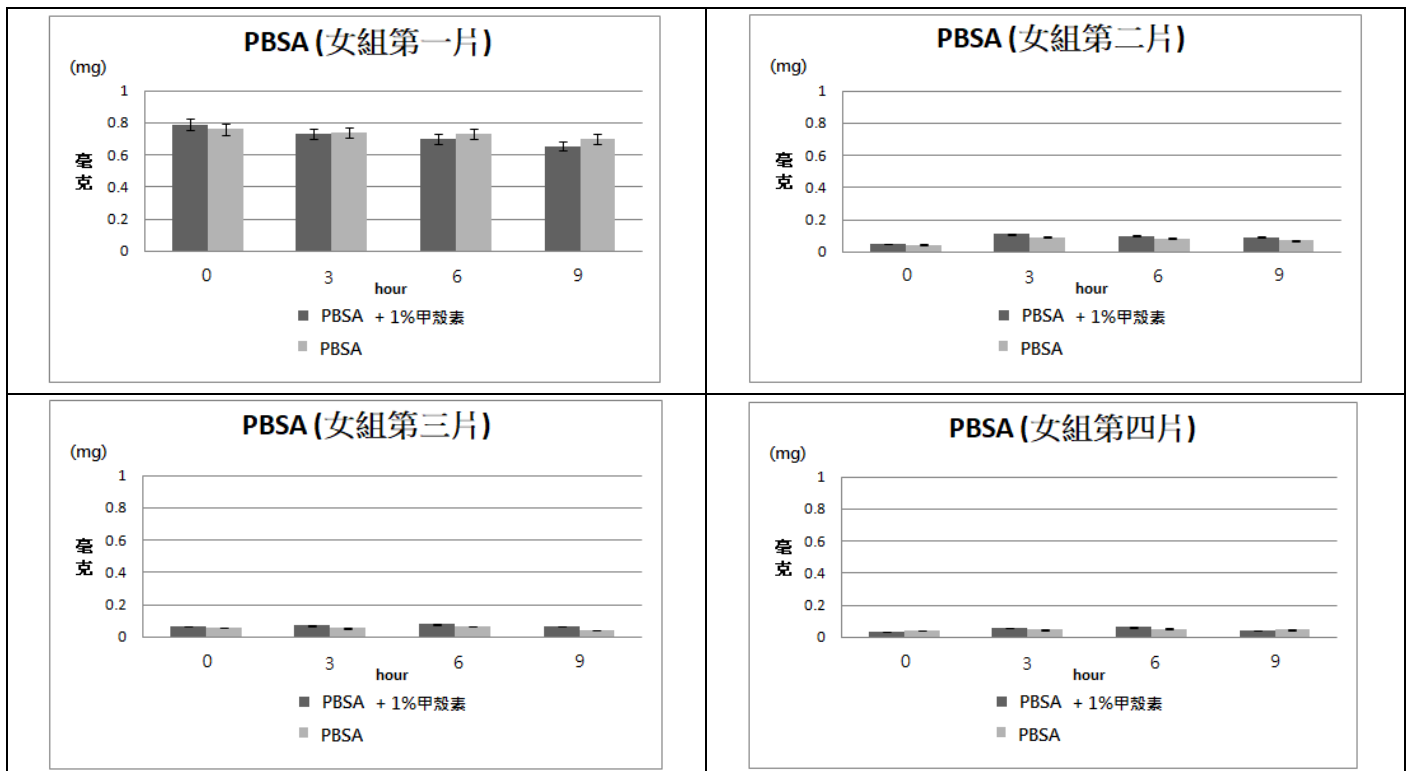 PBSA (女組第一片)
(mg)
1
0.8
0.6
0.4
0.2
0
毫克
0 3 6 9
hour
PBSA + 1%甲殼素
PBSA
PBSA (女組第二片)
(mg)
1
0.8
0.6
0.4
0.2
0
毫克
0 3 6 9
hour
PBSA + 1%甲殼素
PBSA
PBSA (女組第三片)
(mg)
1
0.8
0.6
0.4
0.2
0
毫克
0 3 6 9
hour
PBSA + 1%甲殼素
PBSA
PBSA (女組第四片)
(mg)
1
0.8
0.6
0.4
0.2
0
毫克
0 3 6 9
hour
PBSA + 1%甲殼素
PBSA